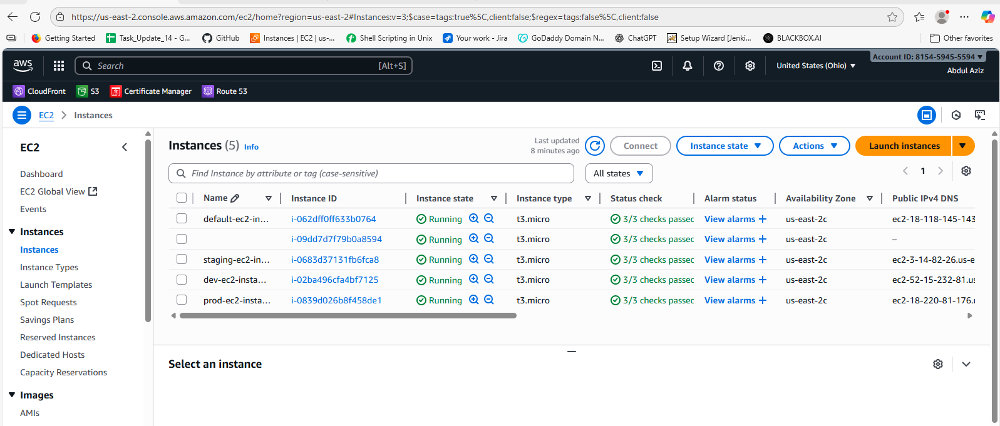 https://us-east-2.console.aws.amazon.com/ec2/home?region=us-east-2#Instances:v=3;$case=tags:true%5C,client:false;$regex=tags:false%5C,client:false
Getting Started Task_Update_14 - G... GitHub Instances | EC2 | us-... Shell Scripting in Unix Your work - Jira GoDaddy Domain N... ChatGPT Setup Wizard [Jenki... BLACKBOX.AI Other favorites
aws Search [Alt+S] United States (Ohio) Account ID: 8154-5945-5594
Abdul Aziz
CloudFront S3 Certificate Manager Route 53
EC2 Instances
EC2
Dashboard
EC2 Global View
Events
Instances
Instances
Instance Types
Launch Templates
Spot Requests
Savings Plans
Reserved Instances
Dedicated Hosts
Capacity Reservations
Images
AMIs
Instances (5) Info
Last updated
8 minutes ago
Connect Instance state Actions Launch instances
Find Instance by attribute or tag (case-sensitive) All states 1
Name Instance ID Instance state Instance type Status check Alarm status Availability Zone Public IPv4 DNS
default-ec2-in... i-062dff0ff633b0764 Running t3.micro 3/3 checks passed View alarms + us-east-2c ec2-18-118-145-143
i-09dd7d7f79b0a8594 Running t3.micro 3/3 checks passed View alarms + us-east-2c –
staging-ec2-in... i-0683d37131fb6fca8 Running t3.micro 3/3 checks passed View alarms + us-east-2c ec2-3-14-82-26.us-e
dev-ec2-insta... i-02ba496cfa4bf7125 Running t3.micro 3/3 checks passed View alarms + us-east-2c ec2-52-15-232-81.us
prod-ec2-insta... i-0839d026b8f458de1 Running t3.micro 3/3 checks passed View alarms + us-east-2c ec2-18-220-81-176.u
Select an instance